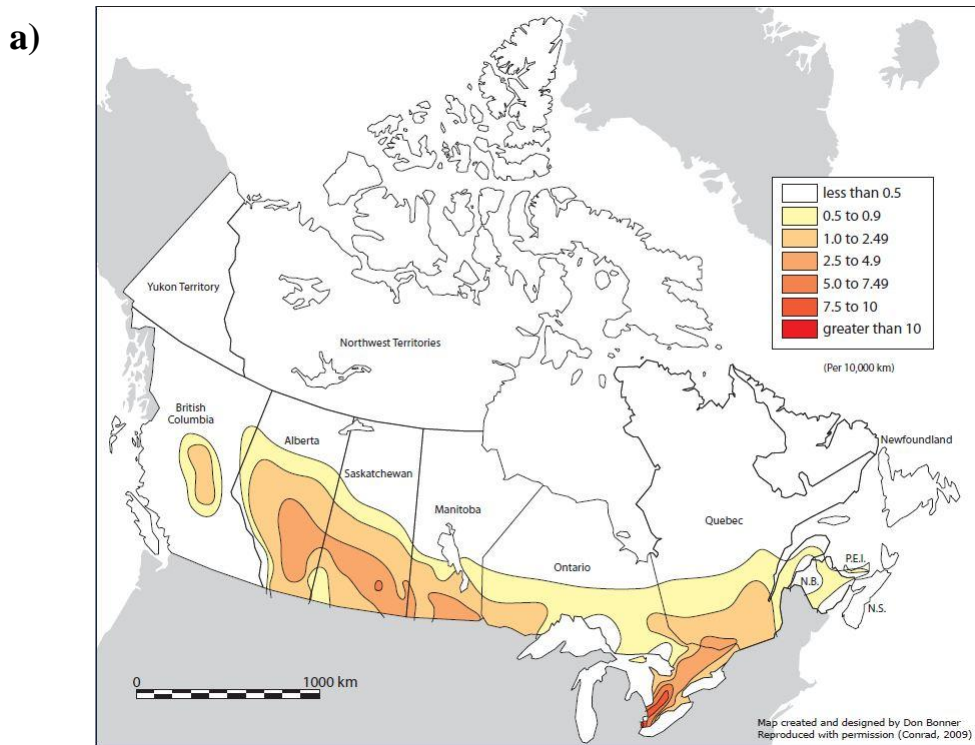 a)
less than 0.5
0.5 to 0.9
1.0 to 2.49
2.5 to 4.9
5.0 to 7.49
7.5 to 10
greater than 10
(Per 10,000 km)
Yukon Territory
Northwest Territories
British
Columbia
Alberta
Saskatchewan
Manitoba
Ontario
Quebec
Newfoundland
P.E.I.
N.B.
N.S.
0 1000 km
Map created and designed by Don Bonner
Reproduced with permission (Conrad, 2009)